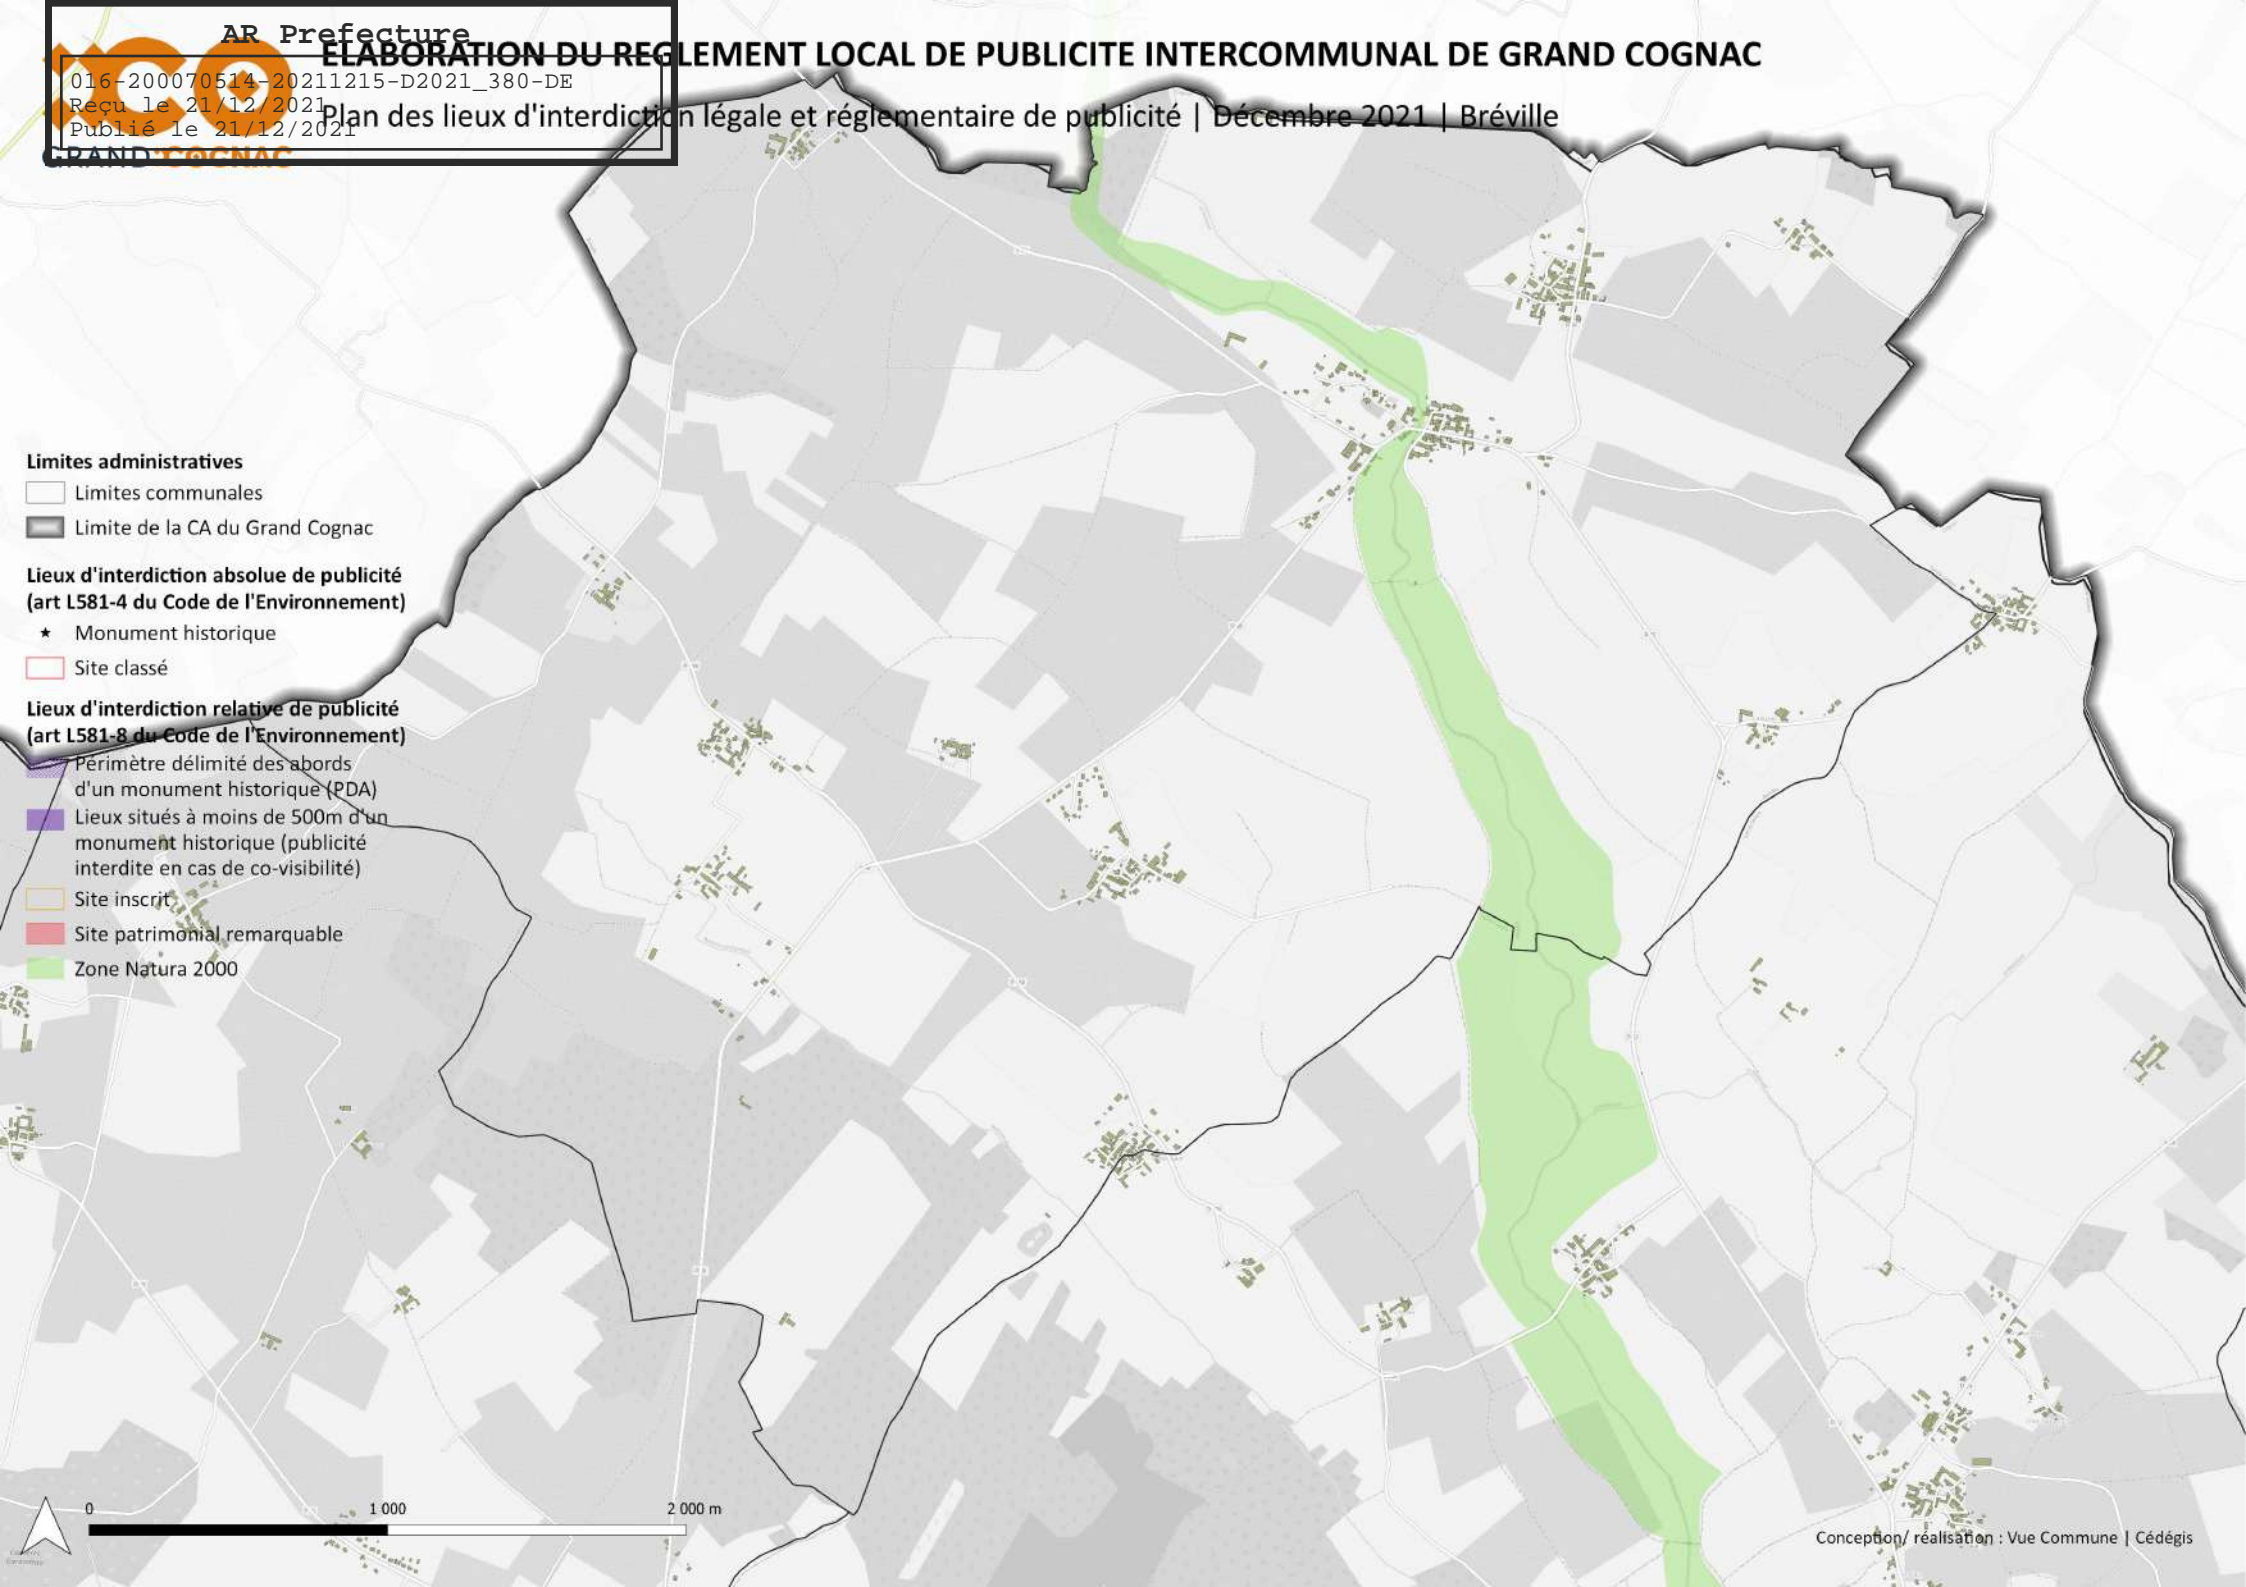 AR Prefecture
016-200070514-20211215-D2021_380-DE
Reçu le 21/12/2021
Publié le 21/12/2021
GRAND COGNAC
ELABORATION DU REGLEMENT LOCAL DE PUBLICITE INTERCOMMUNAL DE GRAND COGNAC
Plan des lieux d'interdiction légale et réglementaire de publicité | Décembre 2021 | Bréville
Limites administratives
Limites communales
Limite de la CA du Grand Cognac
Lieux d'interdiction absolue de publicité
(art L581-4 du Code de l'Environnement)
Monument historique
Site classé
Lieux d'interdiction relative de publicité
(art L581-8 du Code de l'Environnement)
Périmètre délimité des abords
d'un monument historique (PDA)
Lieux situés à moins de 500m d'un
monument historique (publicité
interdite en cas de co-visibilité)
Site inscrit
Site patrimonial remarquable
Zone Natura 2000
0 1 000 2 000 m
Conception/ réalisation : Vue Commune | Cédégis